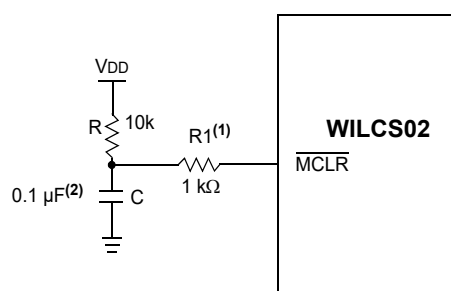 VDD
R 10k
R1(1)
WILCS02
MCLR
1 kΩ
0.1 µF(2) C